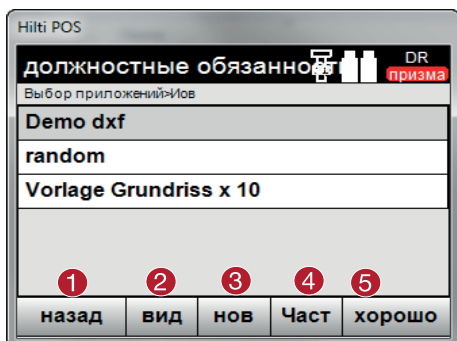 Hilti POS
должностные обязанност
DR
призма
Выбор приложений>Иов
Demo dxf
random
Vorlage Grundriss x 10
1 2 3 4 5
назад вид нов Част хорошо